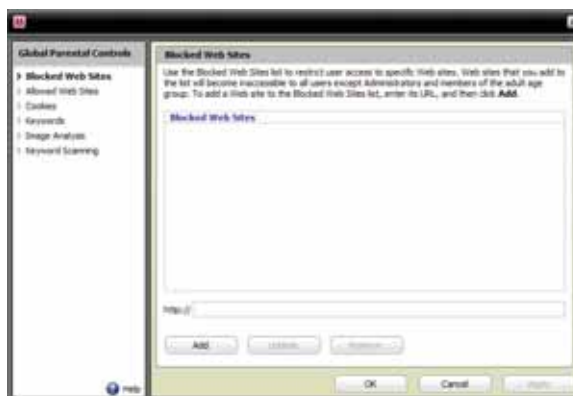 Global Parental Controls
Blocked Web Sites
Allowed Web Sites
Cookies
Keywords
Image Analysis
Keyword Scanning
Help
Blocked Web Sites
Use the Blocked Web Sites list to restrict user access to specific Web sites. Web sites that you add to
the list will become inaccessible to all users except Administrators and members of the adult age
group. To add a Web site to the Blocked Web Sites list, enter its URL, and then click Add.
Blocked Web Sites
http://
Add
Update
Remove
OK
Cancel
Apply